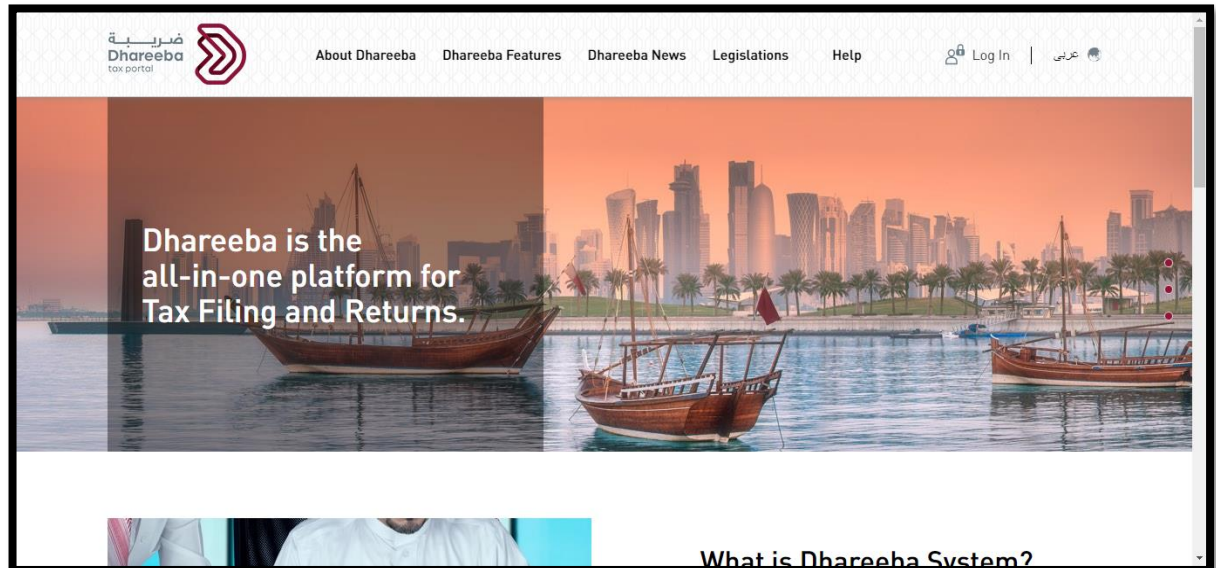 ضريبة
Dhareeba
tax portal
About Dhareeba
Dhareeba Features
Dhareeba News
Legislations
Help
Log In
عربى
Dhareeba is the
all-in-one platform for
Tax Filing and Returns.
What is Dhareeba System?